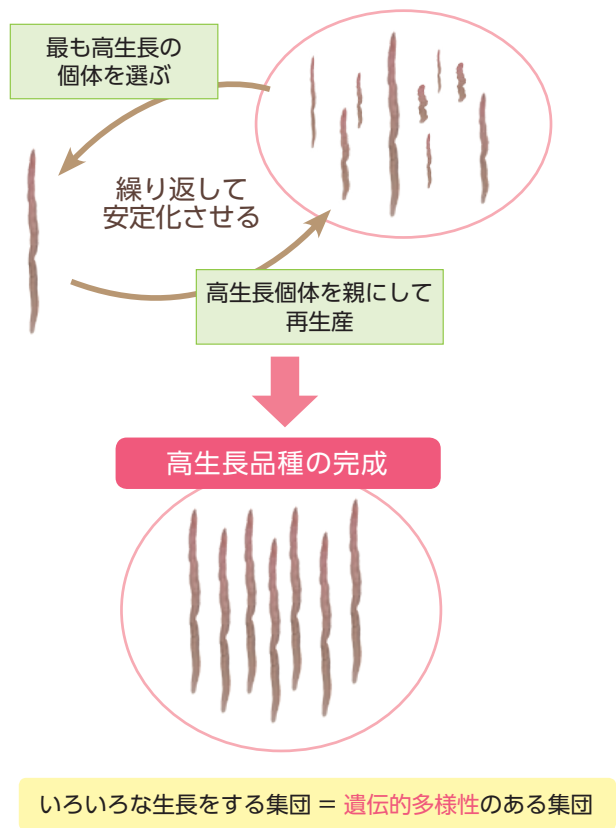 最も高生長の
個体を選ぶ
繰り返して
安定化させる
高生長個体を親にして
再生産
高生長品種の完成
いろいろな生長をする集団 = 遺伝的多様性のある集団